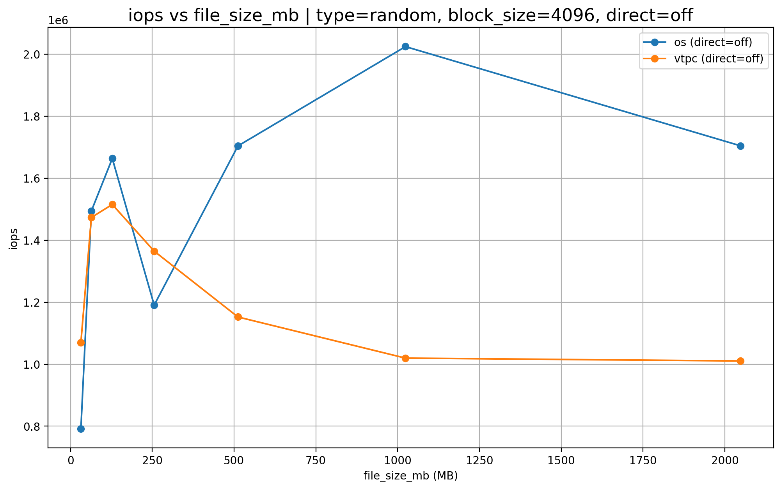 iops vs file_size_mb | type=random, block_size=4096, direct=off
1e6
os (direct=off)
vtpc (direct=off)
2.0
1.8
1.6
1.4
1.2
1.0
0.8
iops
0 250 500 750 1000 1250 1500 1750 2000
file_size_mb (MB)